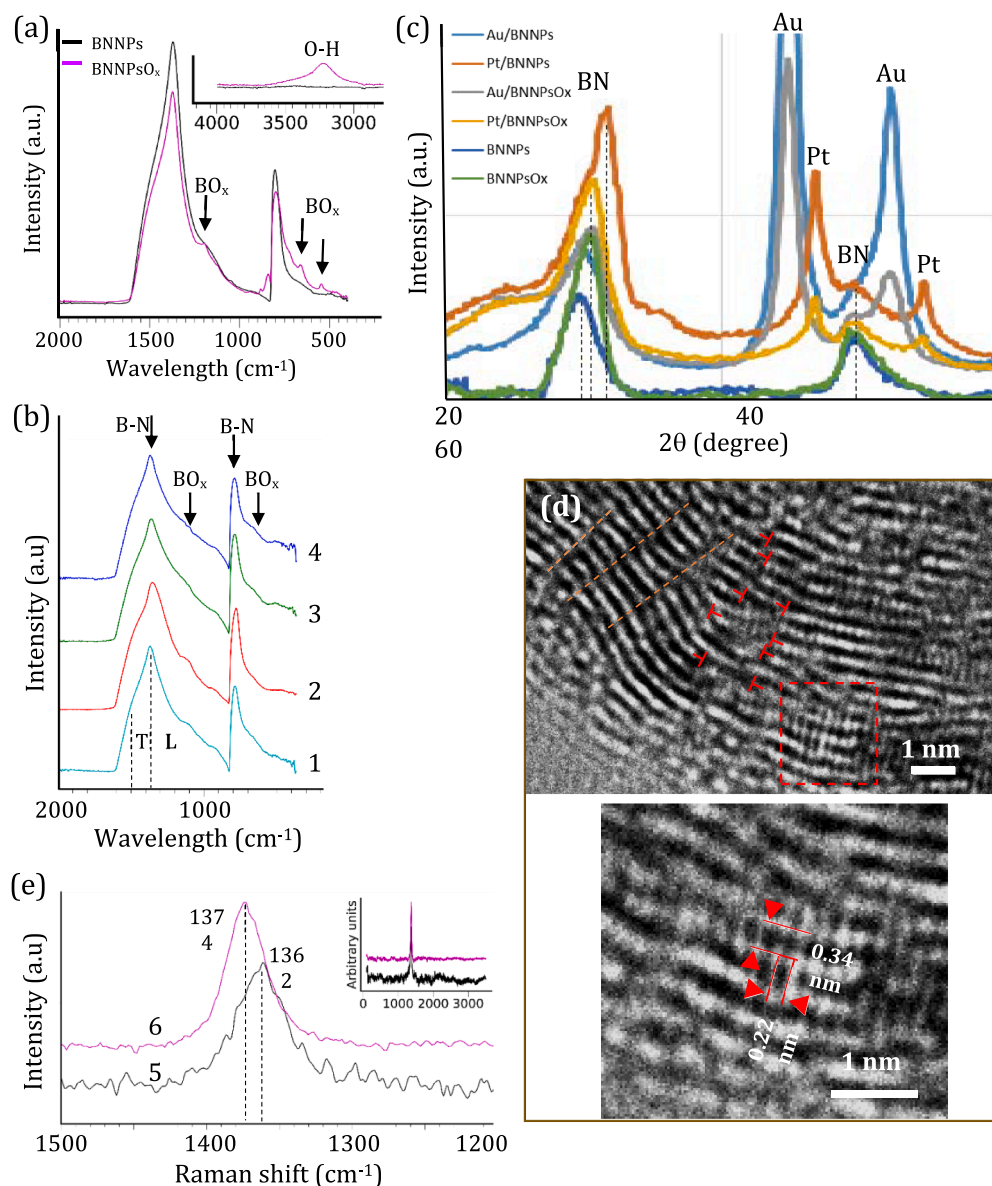 (a)
BNNPs
BNNPsOₓ
O-H
4000 3500 3000
BOₓ
BOₓ
Intensity (a.u.)
2000 1500 1000 500
Wavelength (cm⁻¹)
(b)
B-N
B-N
BOₓ
BOₓ
4
3
2
T L
1
Intensity (a.u)
2000 1000
Wavelength (cm⁻¹)
(c)
Au/BNNPs
Pt/BNNPs
Au/BNNPsOx
Pt/BNNPsOx
BNNPs
BNNPsOx
BN
Au
Au
Pt
BN
Pt
Intensity (a.u.)
20 40
60
2θ (degree)
(d)
1 nm
0.34
nm
0.22
nm
1 nm
(e)
137
4
136
2
6
5
Arbitrary units
0 1000 2000 3000
Intensity (a.u)
1500 1400 1300 1200
Raman shift (cm⁻¹)